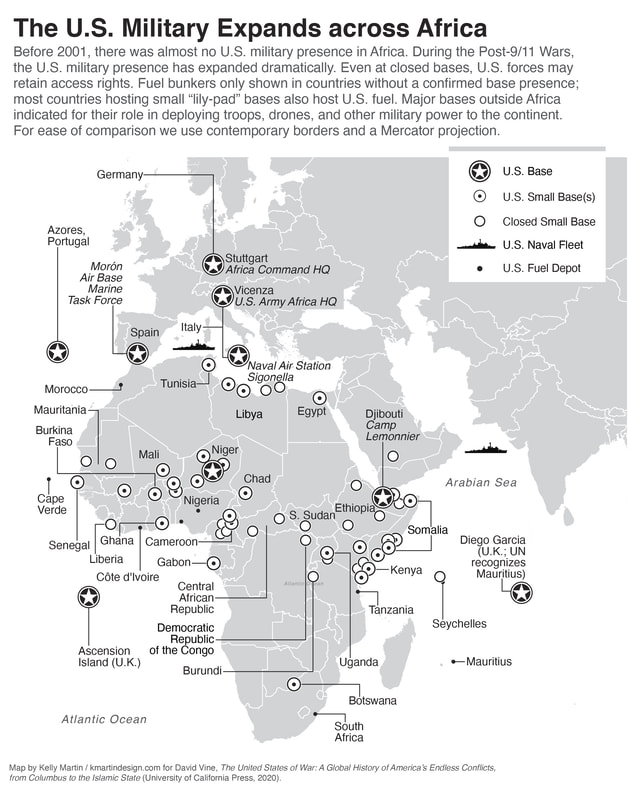 The U.S. Military Expands across Africa
Before 2001, there was almost no U.S. military presence in Africa. During the Post-9/11 Wars,
the U.S. military presence has expanded dramatically. Even at closed bases, U.S. forces may
retain access rights. Fuel bunkers only shown in countries without a confirmed base presence;
most countries hosting small “lily-pad” bases also host U.S. fuel. Major bases outside Africa
indicated for their role in deploying troops, drones, and other military power to the continent.
For ease of comparison we use contemporary borders and a Mercator projection.
U.S. Base
U.S. Small Base(s)
Closed Small Base
U.S. Naval Fleet
U.S. Fuel Depot
Germany
Azores,
Portugal
Stuttgart
Africa Command HQ
Morón
Air Base
Marine
Task Force
Vicenza
U.S. Army Africa HQ
Spain
Italy
Naval Air Station
Sigonella
Morocco
Tunisia
Mauritania
Libya
Egypt
Djibouti
Camp
Lemonnier
Burkina
Faso
Mali
Niger
Chad
Arabian Sea
Cape
Verde
Nigeria
S. Sudan
Ethiopia
Somalia
Senegal
Ghana
Cameroon
Liberia
Diego Garcia
(U.K.; UN
recognizes
Mauritius)
Côte d'Ivoire
Gabon
Kenya
Central
African
Republic
Atlantic Ocean
Tanzania
Seychelles
Democratic
Republic
of the Congo
Ascension
Island (U.K.)
Uganda
Mauritius
Burundi
Botswana
Atlantic Ocean
South
Africa
Map by Kelly Martin / kmartindesign.com for David Vine, The United States of War: A Global History of America's Endless Conflicts,
from Columbus to the Islamic State (University of California Press, 2020).